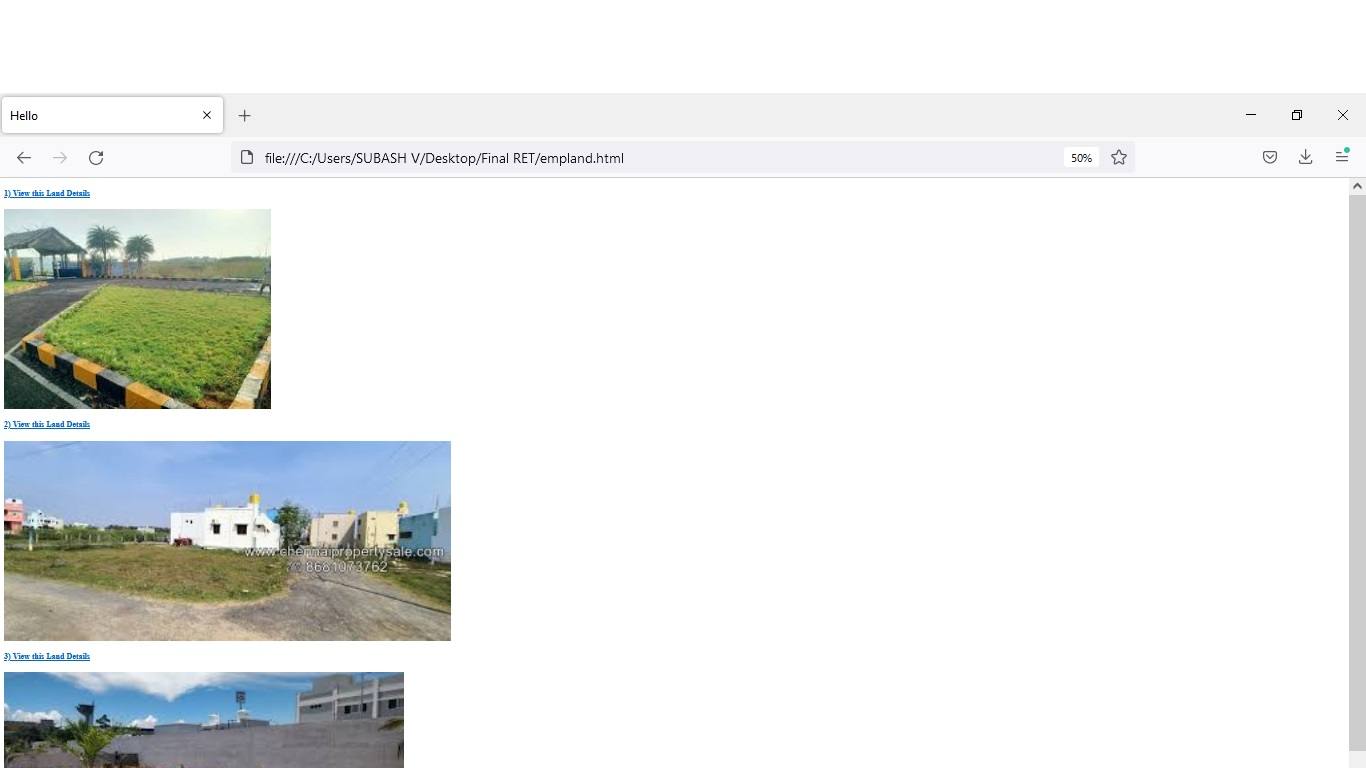 Hello
file:///C:/Users/SUBASH V/Desktop/Final RET/empland.html
50%
1) View this Land Details
2) View this Land Details
www.chennaipropertysale.com
8681073762
3) View this Land Details